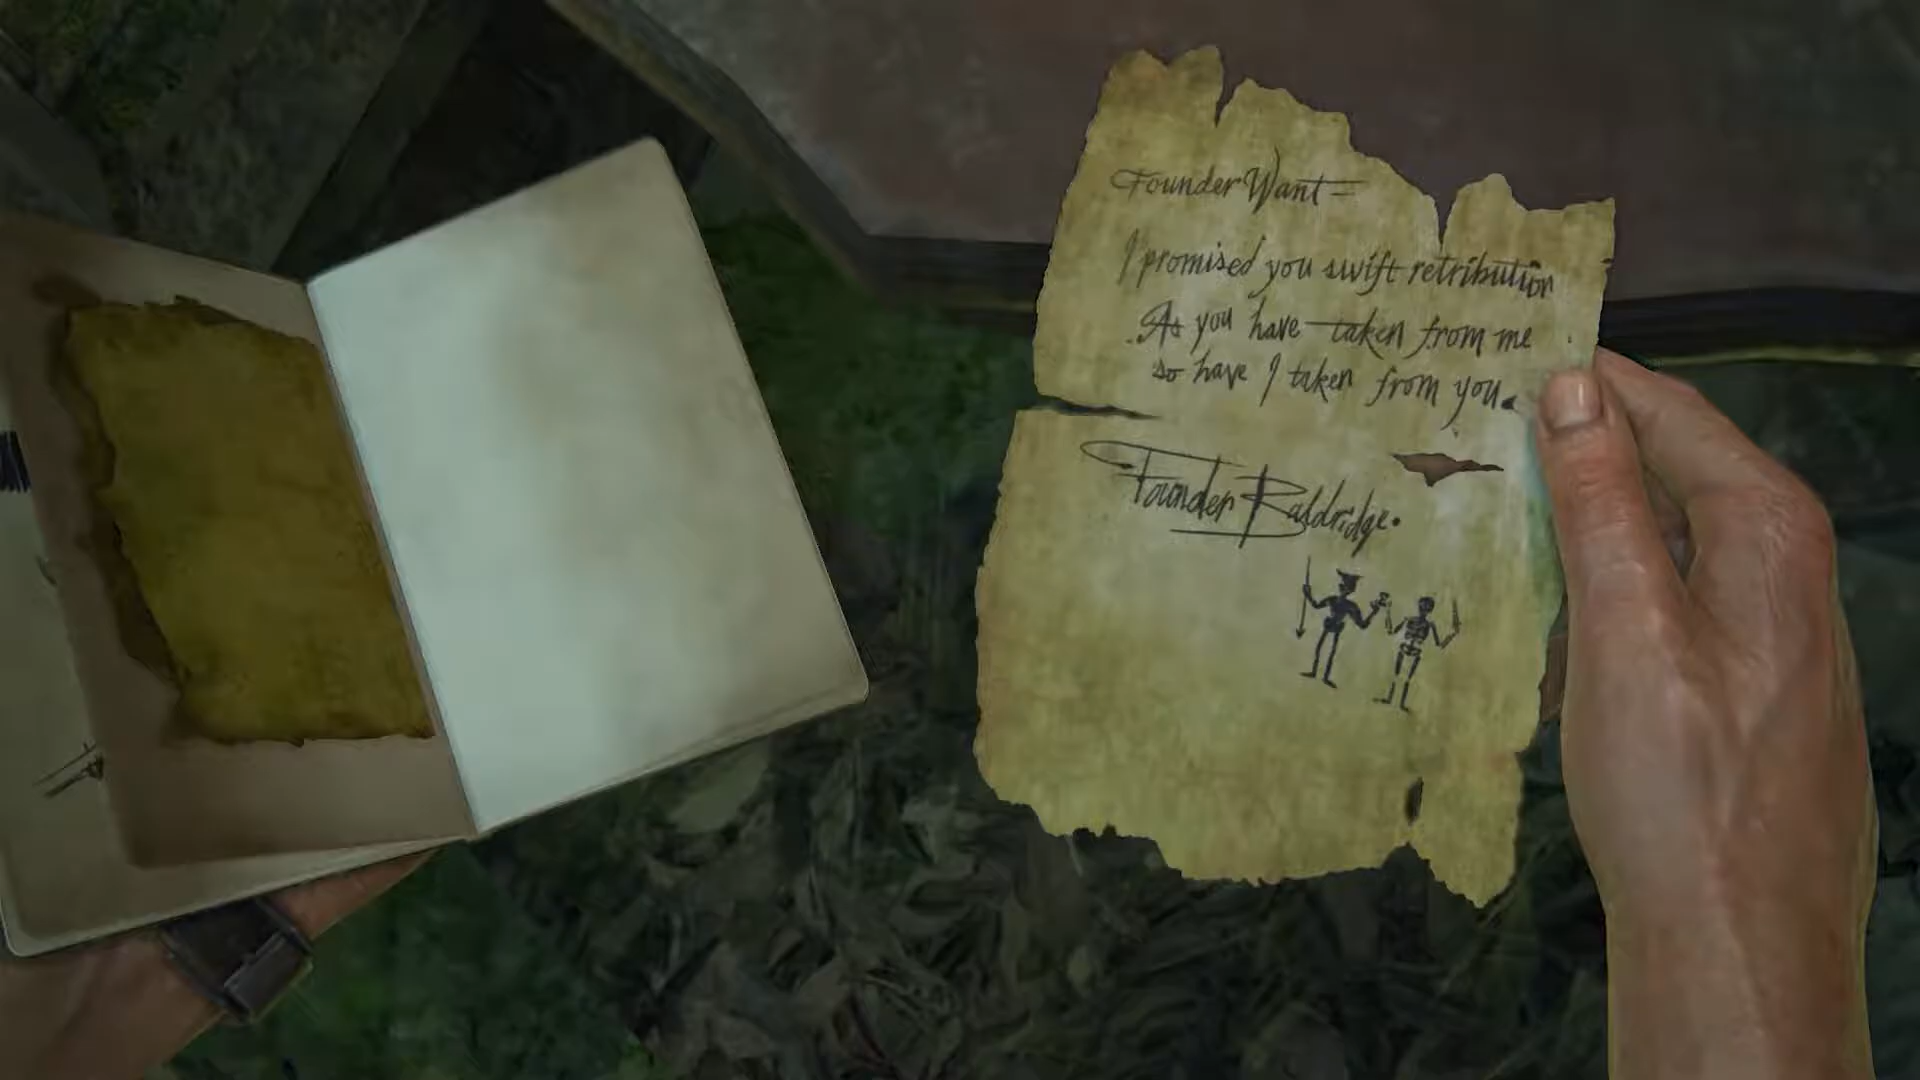 Founder Want
I promised you swift retribution
As you have taken from me
so have I taken from you.
Founder Baldridge.